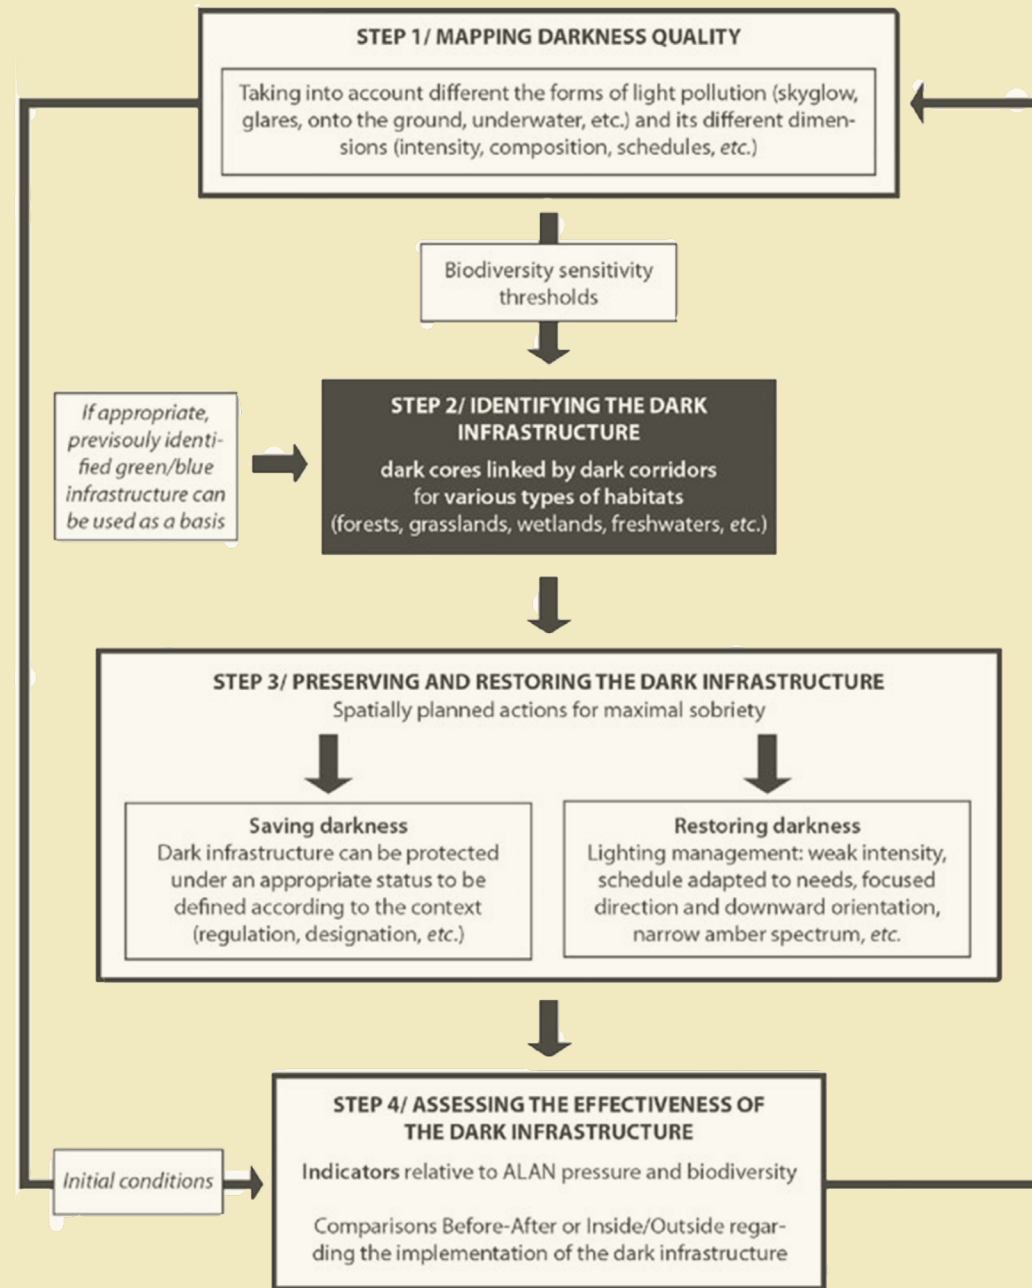 STEP 1/ MAPPING DARKNESS QUALITY
Taking into account different the forms of light pollution (skyglow,
glares, onto the ground, underwater, etc.) and its different dimen-
sions (intensity, composition, schedules, etc.)
Biodiversity sensitivity
thresholds
If appropriate,
previsouly identi-
fied green/blue
infrastructure can
be used as a basis
STEP 2/ IDENTIFYING THE DARK
INFRASTRUCTURE
dark cores linked by dark corridors
for various types of habitats
(forests, grasslands, wetlands, freshwaters, etc.)
STEP 3/ PRESERVING AND RESTORING THE DARK INFRASTRUCTURE
Spatially planned actions for maximal sobriety
Saving darkness
Dark infrastructure can be protected
under an appropriate status to be
defined according to the context
(regulation, designation, etc.)
Restoring darkness
Lighting management: weak intensity,
schedule adapted to needs, focused
direction and downward orientation,
narrow amber spectrum, etc.
Initial conditions
STEP 4/ ASSESSING THE EFFECTIVENESS OF
THE DARK INFRASTRUCTURE
Indicators relative to ALAN pressure and biodiversity
Comparisons Before-After or Inside/Outside regar-
ding the implementation of the dark infrastructure